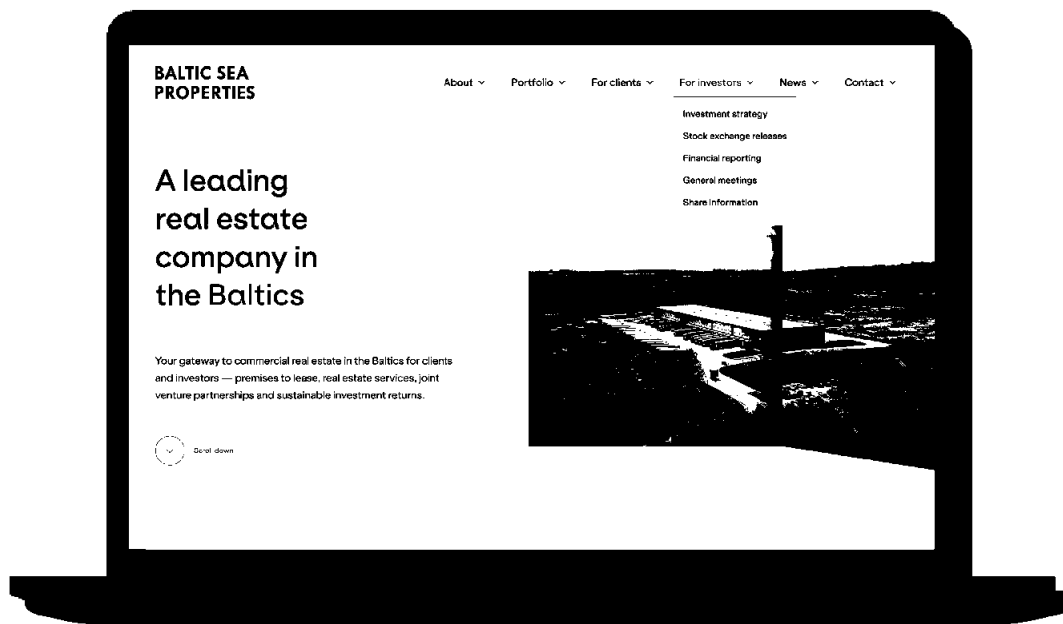 BALTIC SEA
PROPERTIES
About
Portfolio
For clients
For investors
News
Contact
Investment strategy
Stock exchange releases
Financial reporting
General meetings
Share information
A leading
real estate
company in
the Baltics
Your gateway to commercial real estate in the Baltics for clients
and investors — premises to lease, real estate services, joint
venture partnerships and sustainable investment returns.
Scroll down